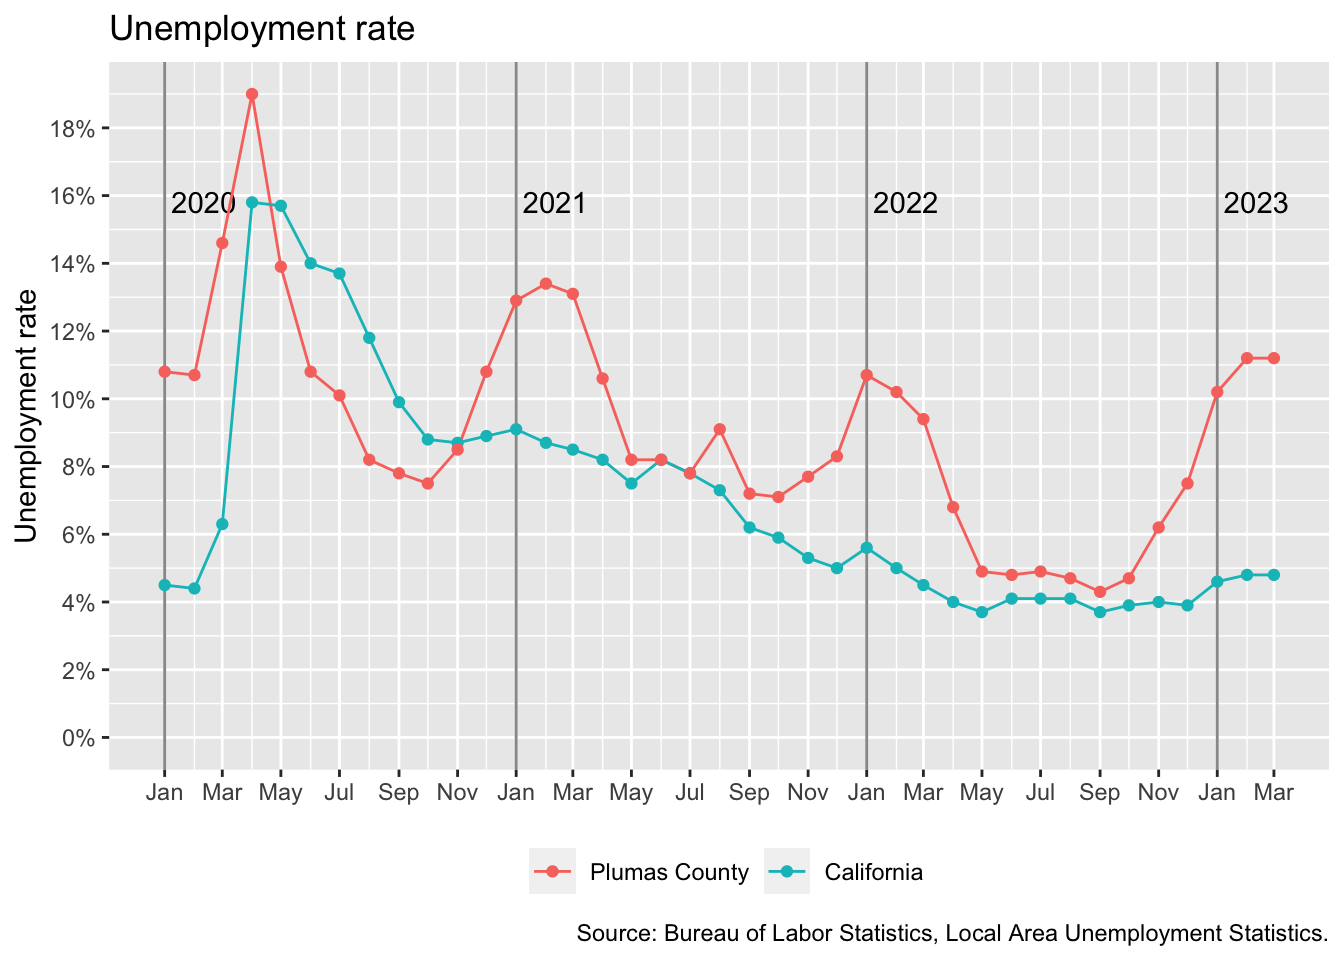 Unemployment rate
Unemployment rate
18%
16%
14%
12%
10%
8%
6%
4%
2%
0%
2020 2021 2022 2023
Jan Mar May Jul Sep Nov Jan Mar May Jul Sep Nov Jan Mar May Jul Sep Nov Jan Mar
Plumas County California
Source: Bureau of Labor Statistics, Local Area Unemployment Statistics.